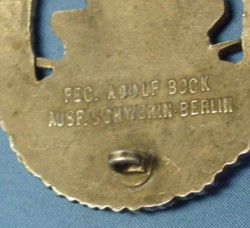 FEC. ADOLF BOCK
AUSF. SCHWERIN-BERLIN